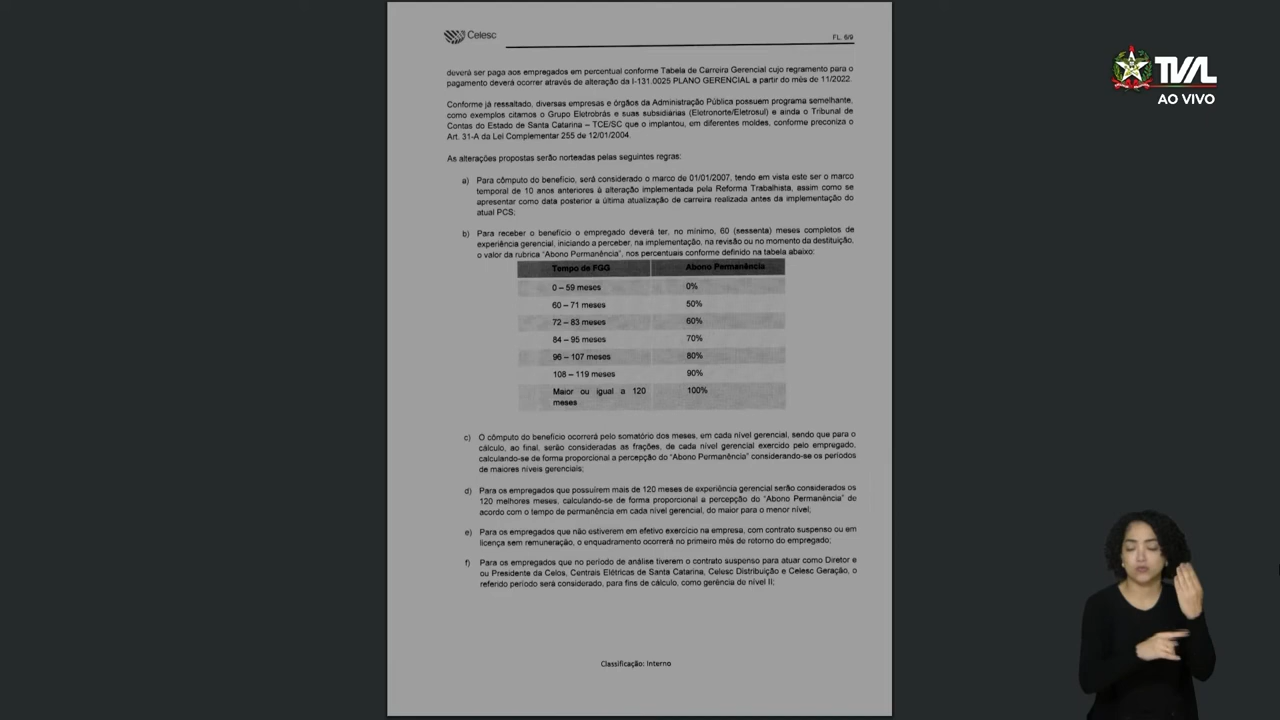 Celesc
FL. 6/9
deverá ser paga aos empregados em percentual conforme Tabela de Carreira Gerencial cujo regramento para o
pagamento deverá ocorrer através de alteração da I-131.0025 PLANO GERENCIAL a partir do mês de 11/2022.
Conforme já ressaltado, diversas empresas e órgãos da Administração Pública possuem programa semelhante,
como exemplos citamos o Grupo Eletrobrás e suas subsidiárias (Eletronorte/Eletrosul) e ainda o Tribunal de
Contas do Estado de Santa Catarina – TCE/SC que o implantou, em diferentes moldes, conforme preconiza o
Art. 31-A da Lei Complementar 255 de 12/01/2004.
As alterações propostas serão norteadas pelas seguintes regras:
a) Para cômputo do benefício, será considerado o marco de 01/01/2007, tendo em vista este ser o marco
temporal de 10 anos anteriores à alteração implementada pela Reforma Trabalhista, assim como se
apresentar como data posterior a última atualização de carreira realizada antes da implementação do
atual PCS;
b) Para receber o benefício o empregado deverá ter, no mínimo, 60 (sessenta) meses completos de
experiência gerencial, iniciando a perceber, na implementação, na revisão ou no momento da destituição,
o valor da rubrica "Abono Permanência", nos percentuais conforme definido na tabela abaixo:
Tempo de FGG Abono Permanência
0 – 59 meses 0%
60 – 71 meses 50%
72 – 83 meses 60%
84 – 95 meses 70%
96 – 107 meses 80%
108 – 119 meses 90%
Maior ou igual a 120 100%
meses
c) O cômputo do benefício ocorrerá pelo somatório dos meses, em cada nível gerencial, sendo que para o
cálculo, ao final, serão consideradas as frações, de cada nível gerencial exercido pelo empregado,
calculando-se de forma proporcional a percepção do "Abono Permanência" considerando-se os períodos
de maiores níveis gerenciais;
d) Para os empregados que possuírem mais de 120 meses de experiência gerencial serão considerados os
120 melhores meses, calculando-se de forma proporcional a percepção do "Abono Permanência" de
acordo com o tempo de permanência em cada nível gerencial, do maior para o menor nível;
e) Para os empregados que não estiverem em efetivo exercício na empresa, com contrato suspenso ou em
licença sem remuneração, o enquadramento ocorrerá no primeiro mês de retorno do empregado;
f) Para os empregados que no período de análise tiverem o contrato suspenso para atuar como Diretor e
ou Presidente da Celos, Centrais Elétricas de Santa Catarina, Celesc Distribuição e Celesc Geração, o
referido período será considerado, para fins de cálculo, como gerência de nível II;
Classificação: Interno
TVAL
AO VIVO